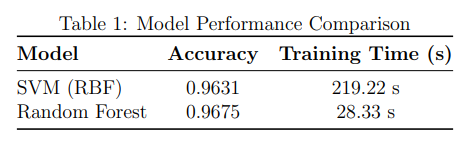 Table 1: Model Performance Comparison
Model Accuracy Training Time (s)
SVM (RBF) 0.9631 219.22 s
Random Forest 0.9675 28.33 s